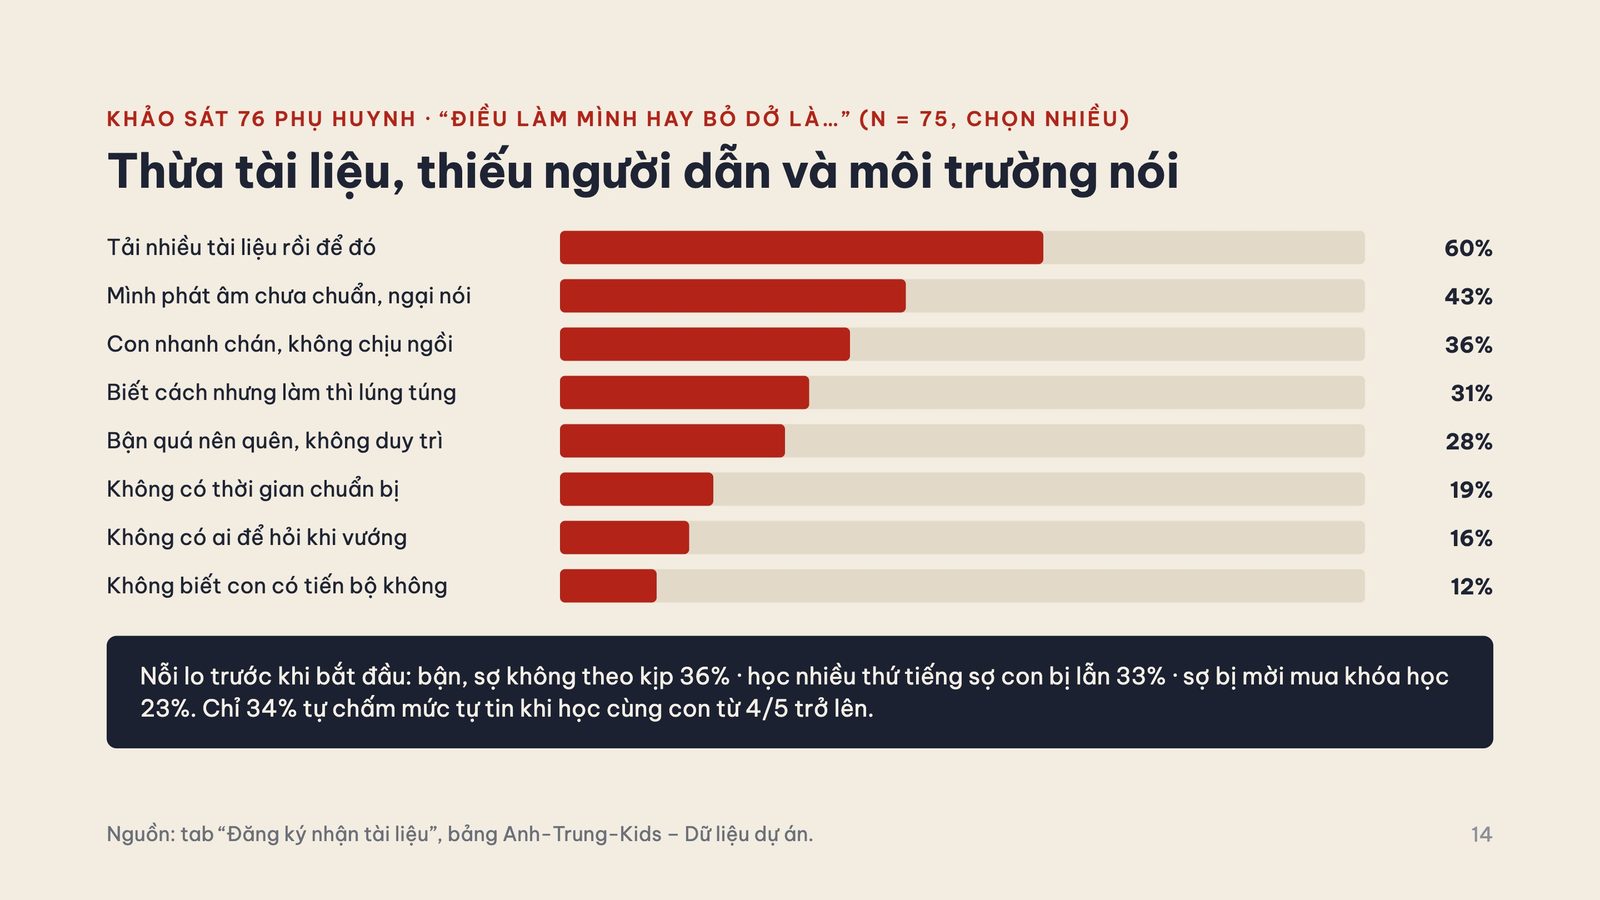 KHẢO SÁT 76 PHỤ HUYNH · “ĐIỀU LÀM MÌNH HAY BỎ DỞ LÀ…” (N = 75, CHỌN NHIỀU)
Thừa tài liệu, thiếu người dẫn và môi trường nói
Tải nhiều tài liệu rồi để đó 60%
Mình phát âm chưa chuẩn, ngại nói 43%
Con nhanh chán, không chịu ngồi 36%
Biết cách nhưng làm thì lúng túng 31%
Bận quá nên quên, không duy trì 28%
Không có thời gian chuẩn bị 19%
Không có ai để hỏi khi vướng 16%
Không biết con có tiến bộ không 12%
Nỗi lo trước khi bắt đầu: bận, sợ không theo kịp 36% · học nhiều thứ tiếng sợ con bị lẫn 33% · sợ bị mời mua khóa học
23%. Chỉ 34% tự chấm mức tự tin khi học cùng con từ 4/5 trở lên.
Nguồn: tab “Đăng ký nhận tài liệu”, bảng Anh-Trung-Kids – Dữ liệu dự án. 14